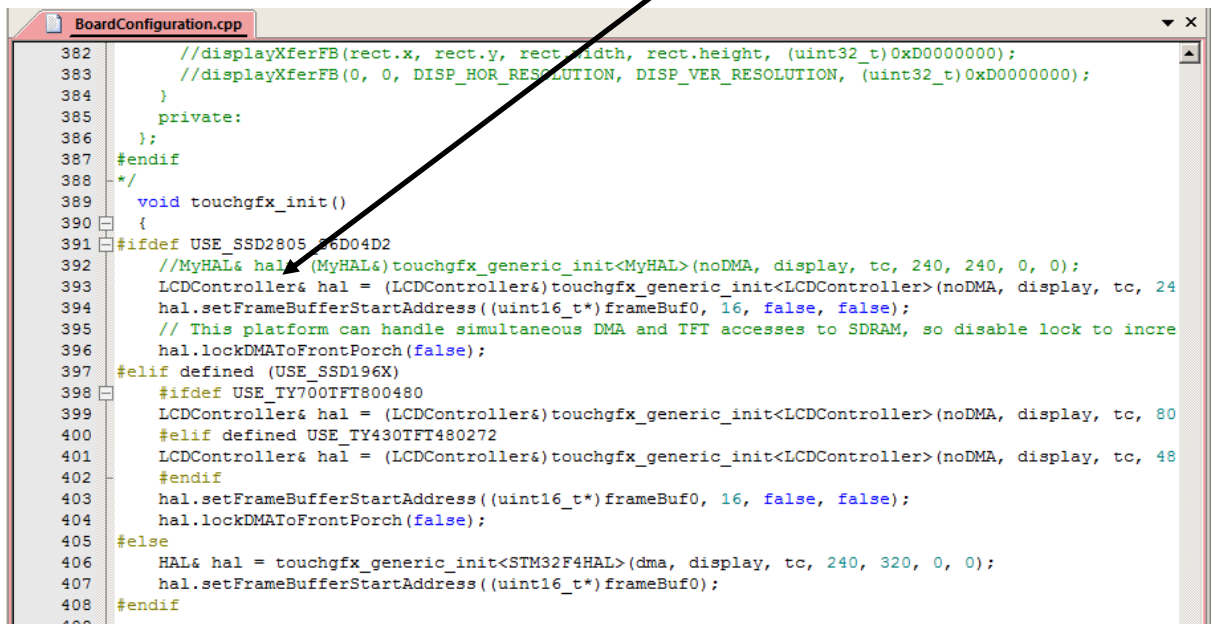 BoardConfiguration.cpp
382 //displayXferFB(rect.x, rect.y, rect.width, rect.height, (uint32_t)0xD0000000);
383 //displayXferFB(0, 0, DISP_HOR_RESOLUTION, DISP_VER_RESOLUTION, (uint32_t)0xD0000000);
384 }
385 private:
386 };
387 #endif
388 */
389 void touchgfx_init()
390 {
391 #ifdef USE_SSD2805_S6D04D2
392 //MyHAL& hal= (MyHAL&)touchgfx_generic_init<MyHAL>(noDMA, display, tc, 240, 240, 0, 0);
393 LCDController& hal = (LCDController&)touchgfx_generic_init<LCDController>(noDMA, display, tc, 24
394 hal.setFrameBufferStartAddress((uint16_t*)frameBuf0, 16, false, false);
395 // This platform can handle simultaneous DMA and TFT accesses to SDRAM, so disable lock to incre
396 hal.lockDMAToFrontPorch(false);
397 #elif defined (USE_SSD196X)
398 #ifdef USE_TY700TFT800480
399 LCDController& hal = (LCDController&)touchgfx_generic_init<LCDController>(noDMA, display, tc, 80
400 #elif defined USE_TY430TFT480272
401 LCDController& hal = (LCDController&)touchgfx_generic_init<LCDController>(noDMA, display, tc, 48
402 #endif
403 hal.setFrameBufferStartAddress((uint16_t*)frameBuf0, 16, false, false);
404 hal.lockDMAToFrontPorch(false);
405 #else
406 HAL& hal = touchgfx_generic_init<STM32F4HAL>(dma, display, tc, 240, 320, 0, 0);
407 hal.setFrameBufferStartAddress((uint16_t*)frameBuf0);
408 #endif